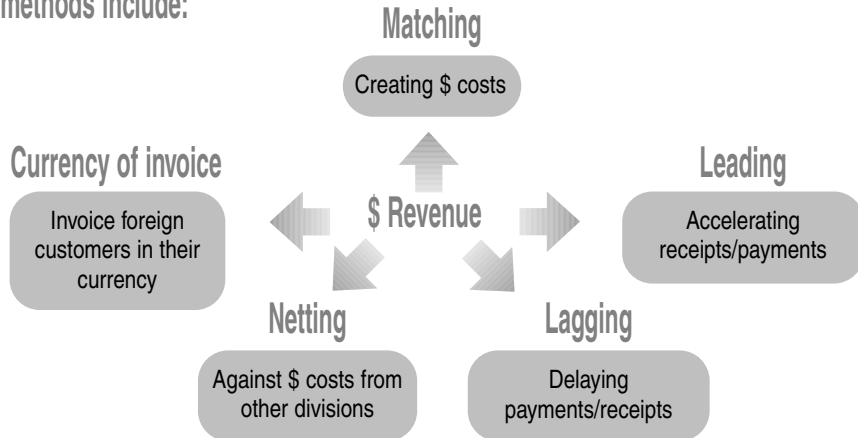 methods include:
Matching
Creating $ costs
Currency of invoice
Invoice foreign
customers in their
currency
$ Revenue
Leading
Accelerating
receipts/payments
Netting
Against $ costs from
other divisions
Lagging
Delaying
payments/receipts